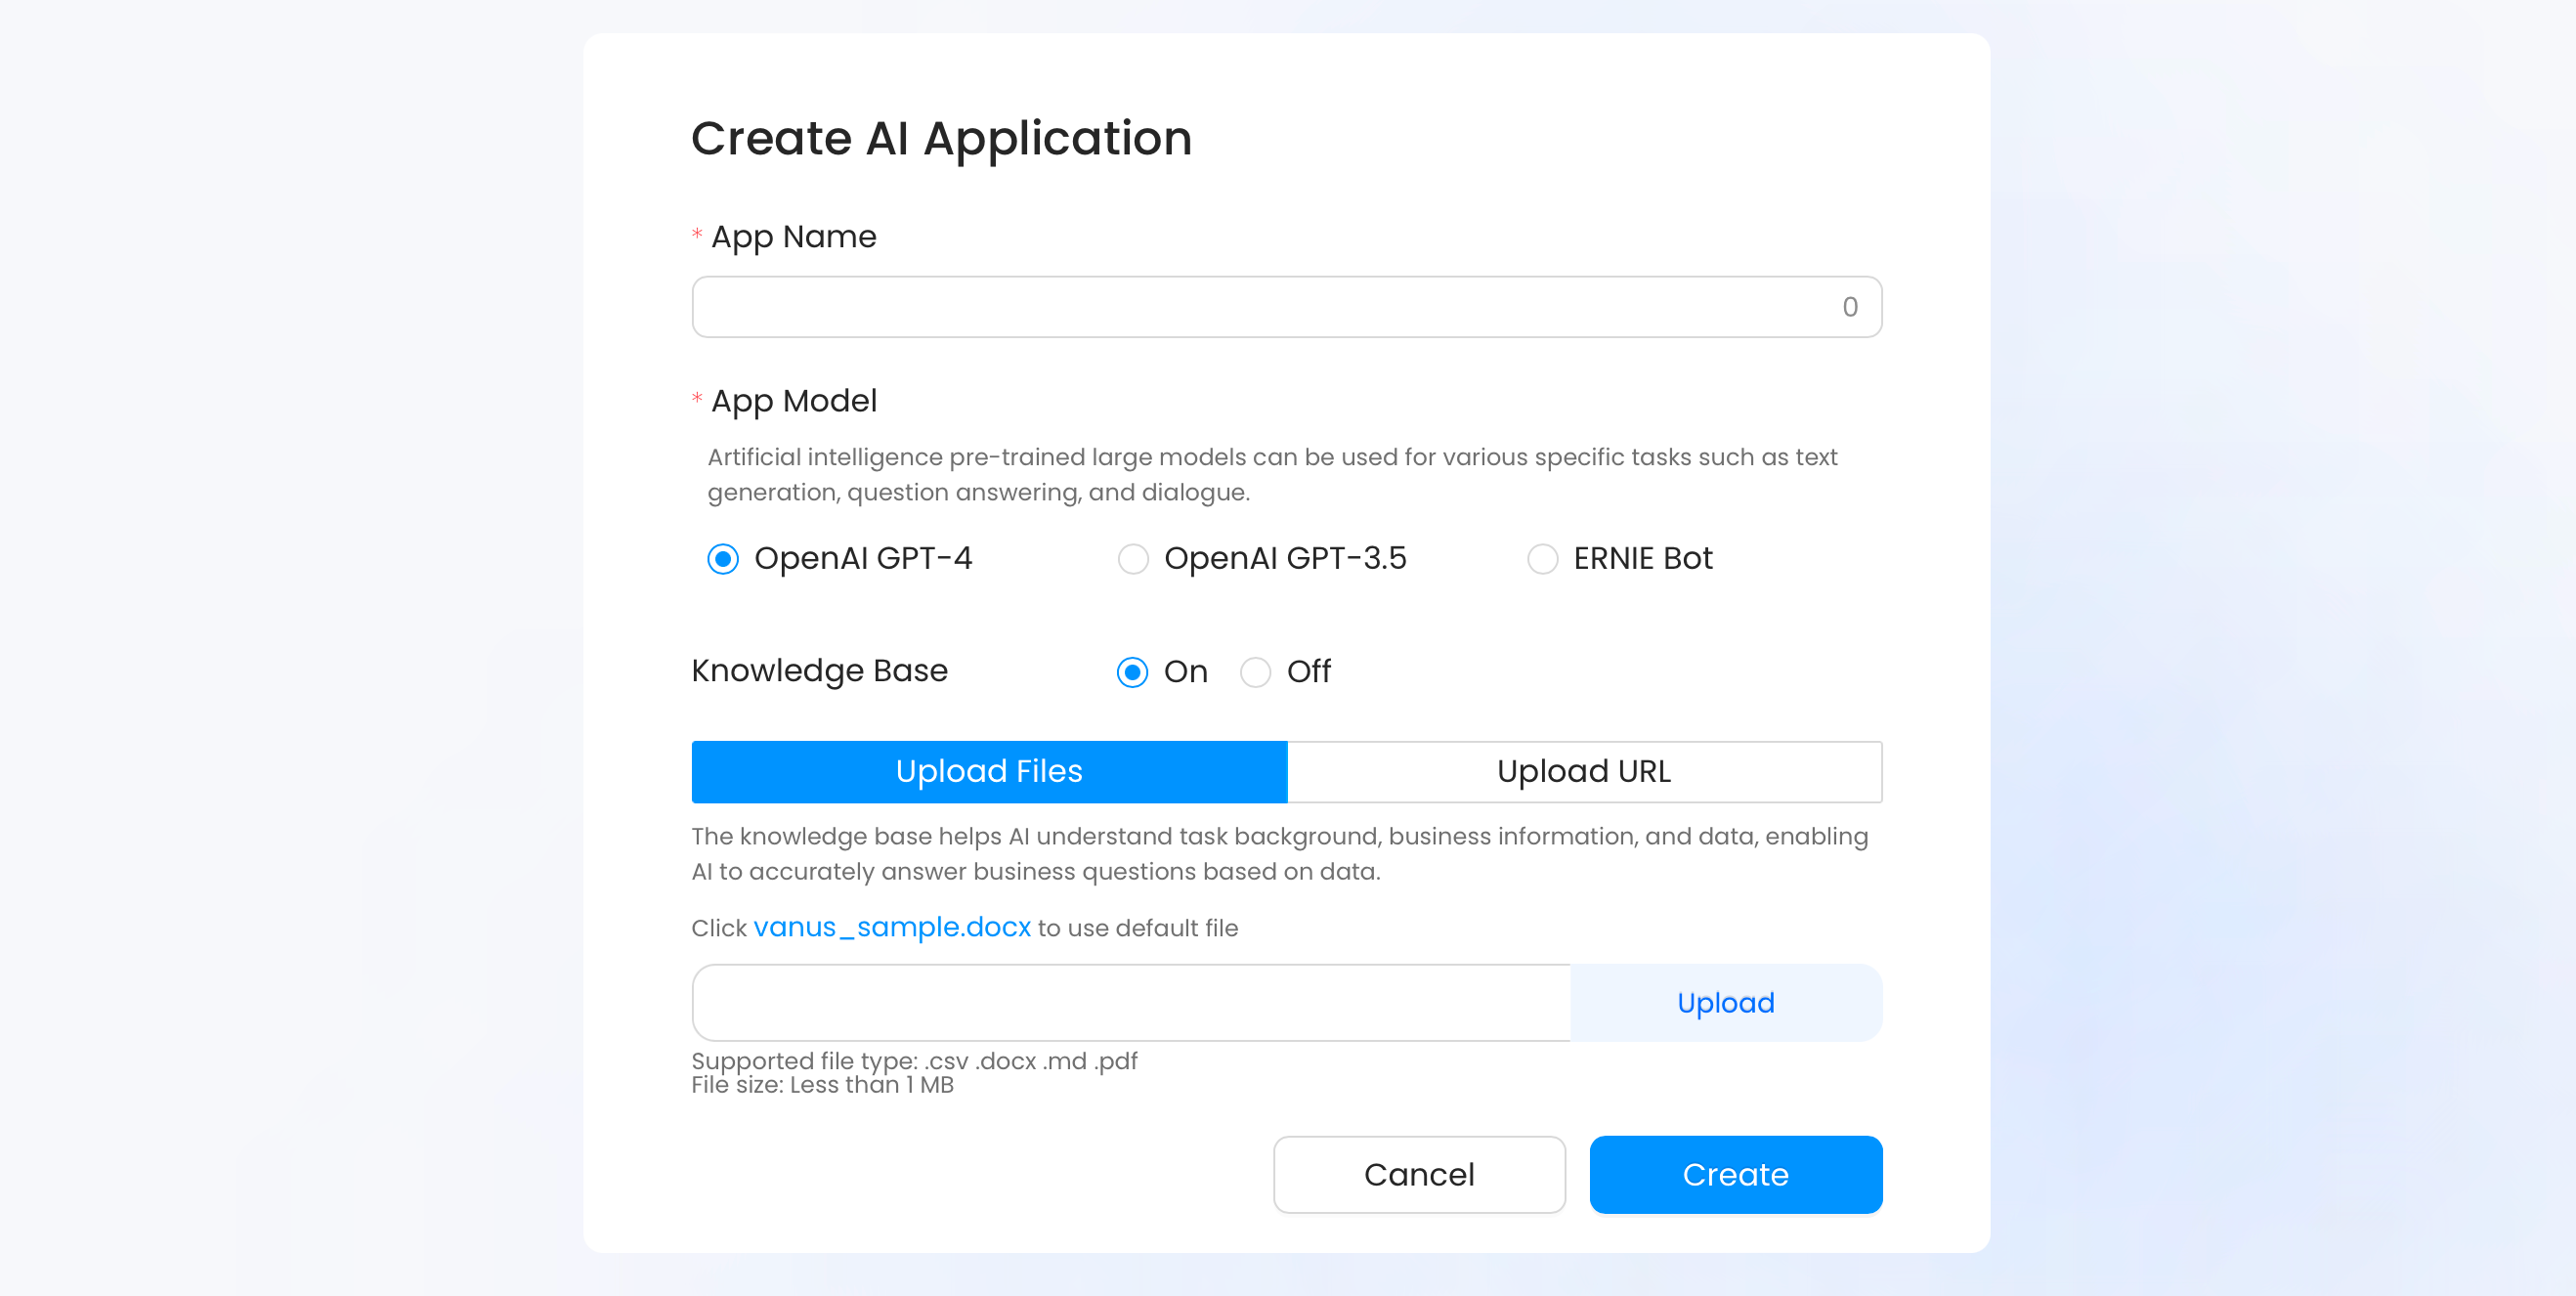 Create AI Application
* App Name
0
* App Model
Artificial intelligence pre-trained large models can be used for various specific tasks such as text
generation, question answering, and dialogue.
OpenAI GPT-4 OpenAI GPT-3.5 ERNIE Bot
Knowledge Base On Off
Upload Files Upload URL
The knowledge base helps AI understand task background, business information, and data, enabling
AI to accurately answer business questions based on data.
Click vanus_sample.docx to use default file
Upload
Supported file type: .csv .docx .md .pdf
File size: Less than 1 MB
Cancel Create